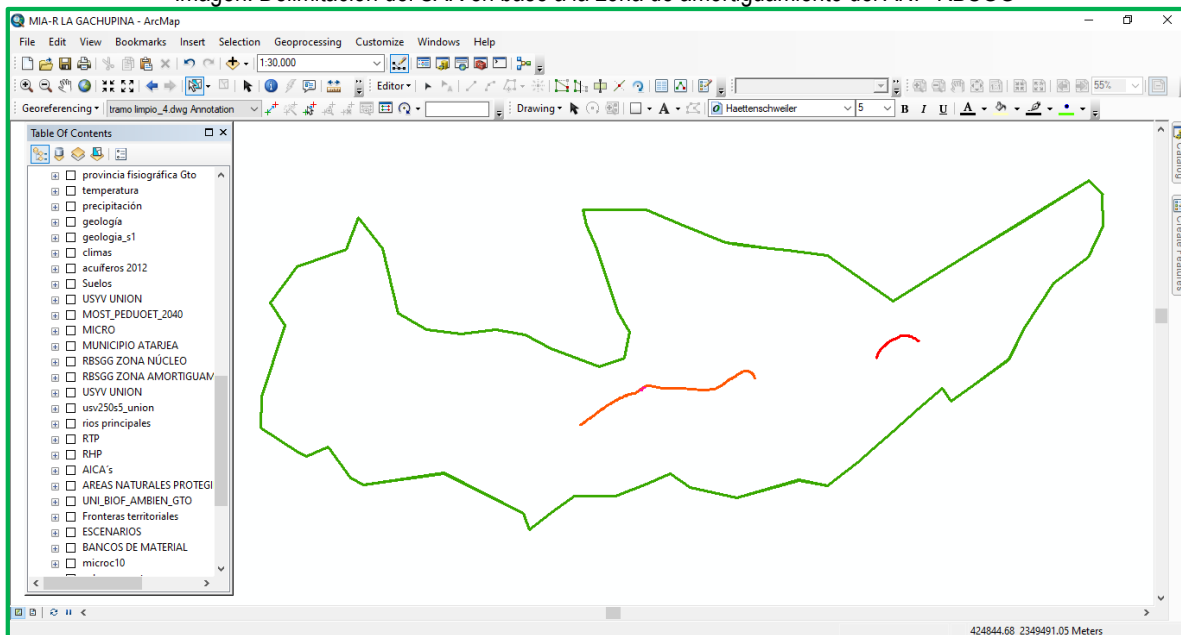 MIA-R LA GACHUPINA - ArcMap
File Edit View Bookmarks Insert Selection Geoprocessing Customize Windows Help
1:30,000
Editor 55%
Georeferencing tramo limpio_4.dwg Annotation Drawing A Haettenschweiler 5 B I U A
Table Of Contents
provincia fisiográfica Gto
temperatura
precipitación
geología
geologia_s1
climas
acuíferos 2012
Suelos
USYV UNION
MOST_PEDUOET_2040
MICRO
MUNICIPIO ATARJEA
RBSGG ZONA NÚCLEO
RBSGG ZONA AMORTIGUAM
USYV UNION
usv250s5_union
rios principales
RTP
RHP
AICA´s
AREAS NATURALES PROTEGI
UNI_BIOF_AMBIEN_GTO
Fronteras territoriales
ESCENARIOS
BANCOS DE MATERIAL
microc10
Catalog
Create Features
424844.68 2349491.05 Meters